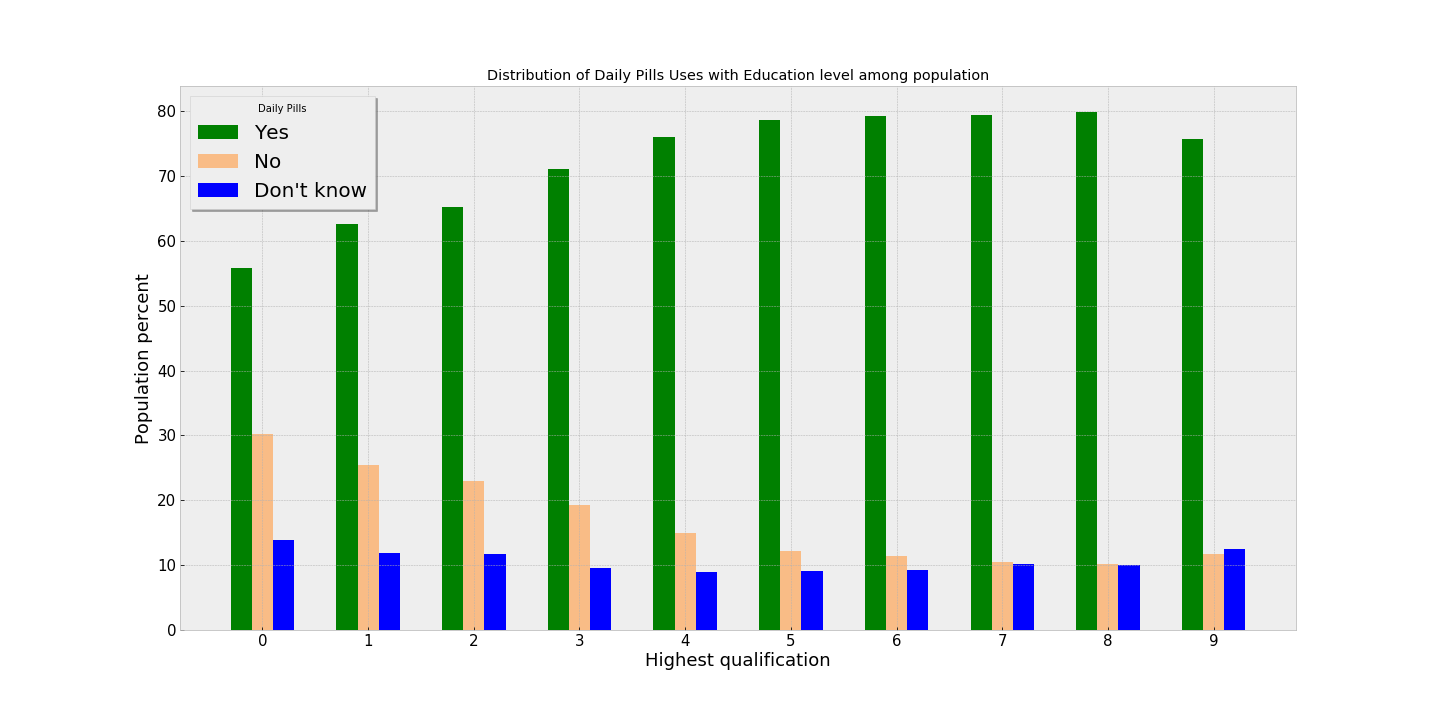 Distribution of Daily Pills Uses with Education level among population
Daily Pills
Yes
No
Don't know
Population percent
80
70
60
50
40
30
20
10
0
0 1 2 3 4 5 6 7 8 9
Highest qualification